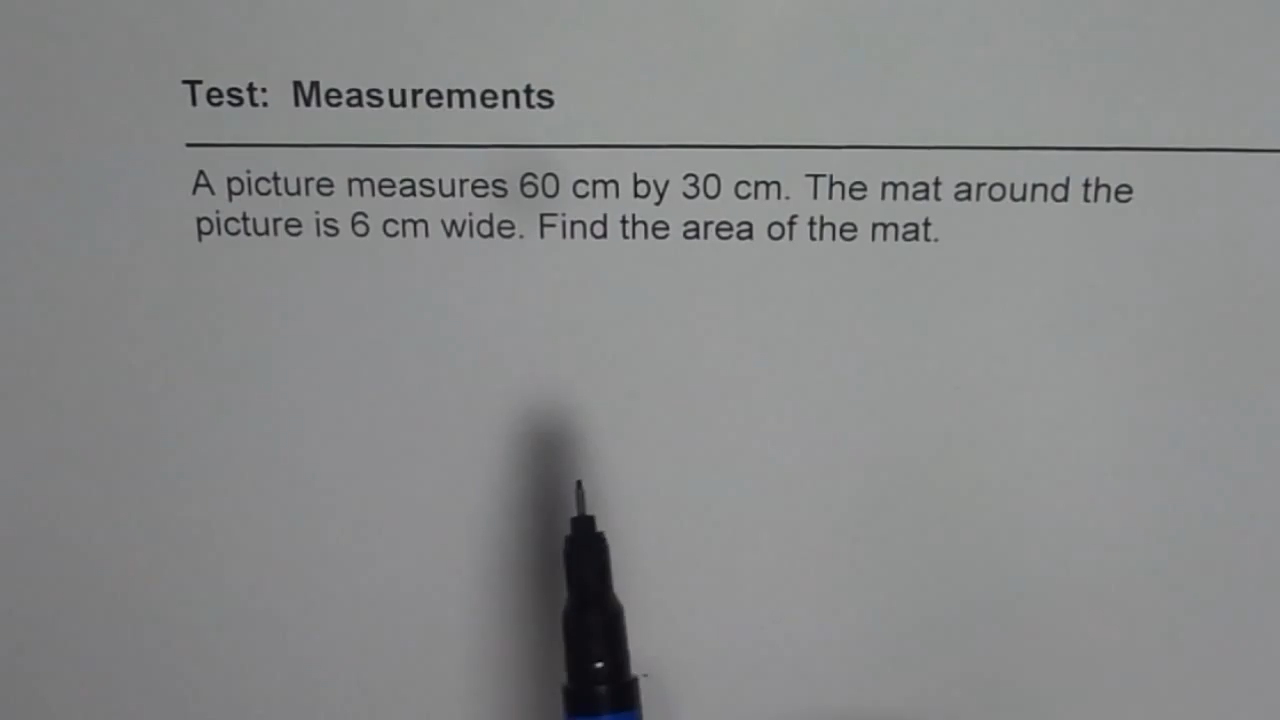 Test: Measurements
A picture measures 60 cm by 30 cm. The mat around the
picture is 6 cm wide. Find the area of the mat.